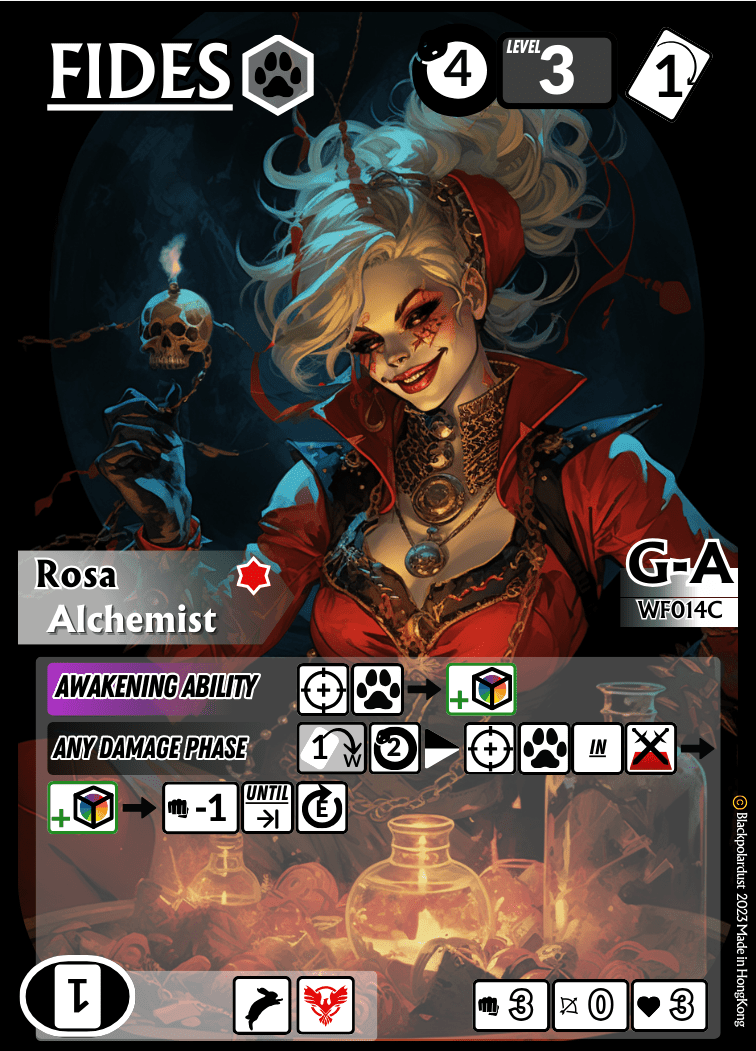 FIDES
4
LEVEL 3
1
Rosa
Alchemist
G-A
WF014C
AWAKENING ABILITY
+
ANY DAMAGE PHASE 1 W 2 IN
+ -1 UNTIL E
1
3 0 3
© Blackpolardust 2023 Made in HongKong